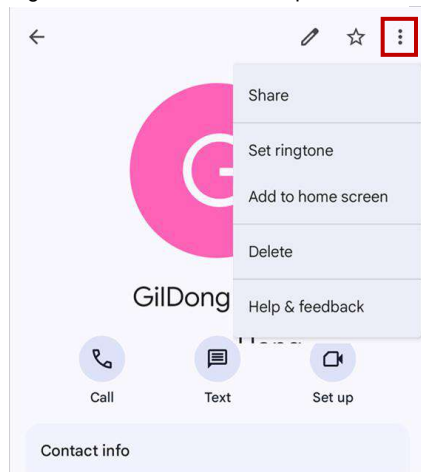 Share
Set ringtone
Add to home screen
Delete
GilDong
Help & feedback
Call
Text
Set up
Contact info